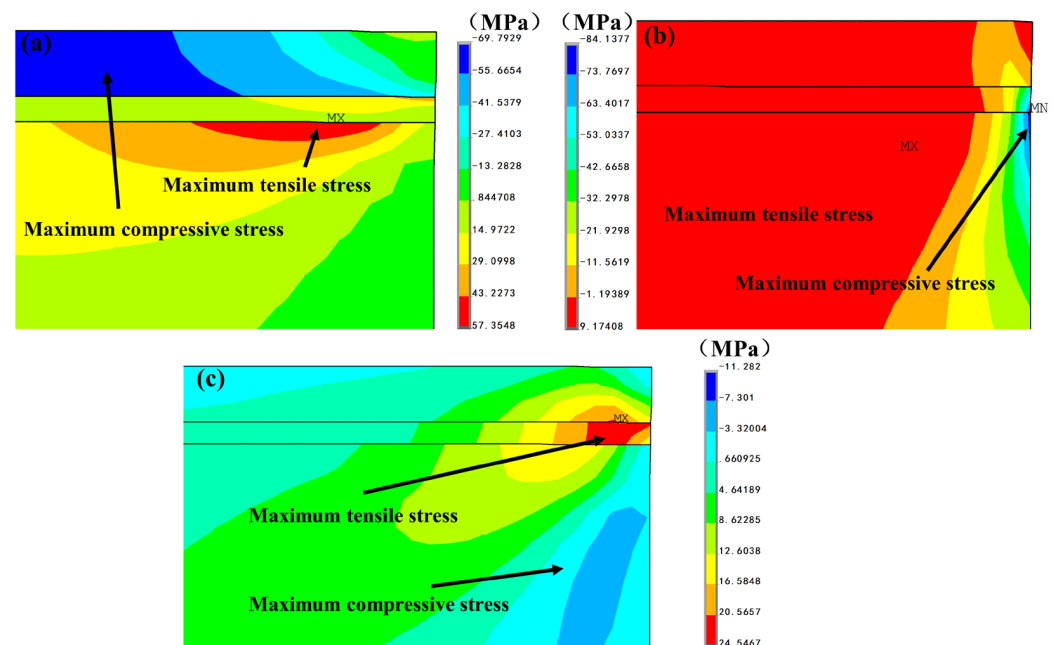 (a)
MX
Maximum tensile stress
Maximum compressive stress
(MPa)
-69.7929
-55.6654
-41.5379
-27.4103
-13.2828
.844708
14.9722
29.0998
43.2273
57.3548
(MPa)
-84.1377
-73.7697
-63.4017
-53.0337
-42.6658
-32.2978
-21.9298
-11.5619
-1.19389
9.17408
(b)
MN
MX
Maximum tensile stress
Maximum compressive stress
(c)
MX
Maximum tensile stress
Maximum compressive stress
(MPa)
-11.282
-7.301
-3.32004
.660925
4.64189
8.62285
12.6038
16.5848
20.5657
24.5467